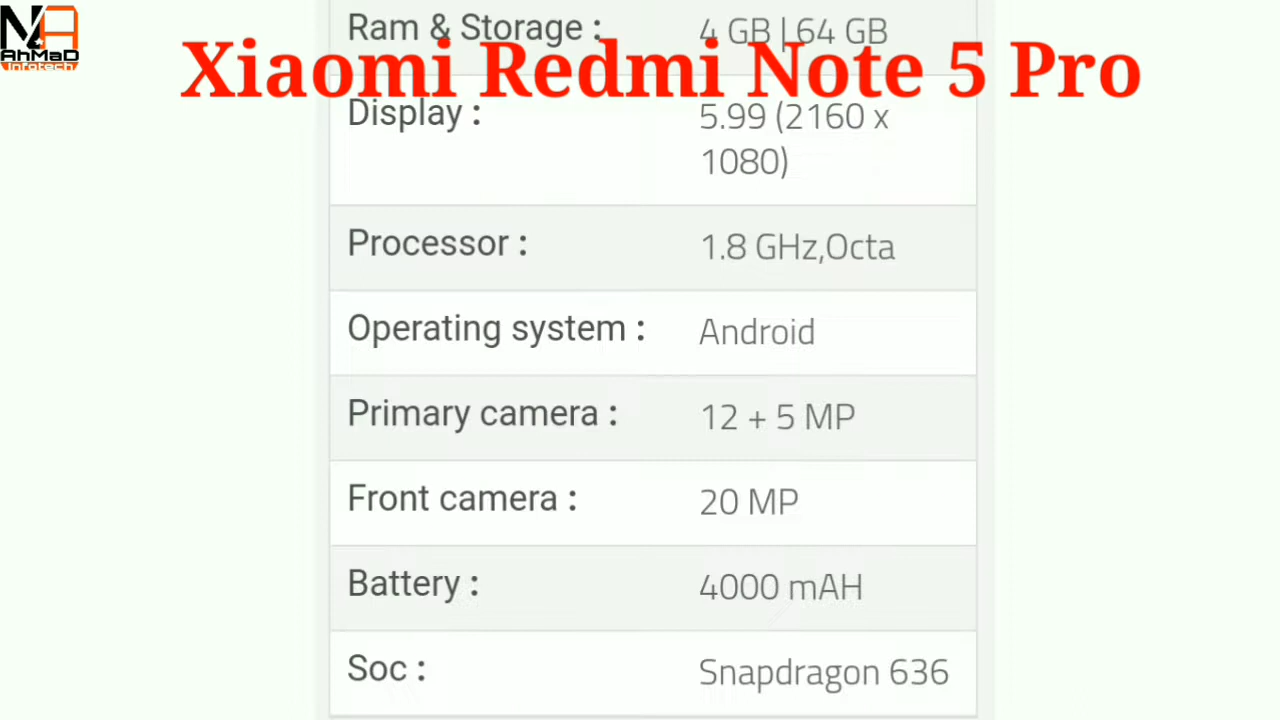 NA
AhMaD
Infotech
Ram & Storage : 4 GB | 64 GB
Xiaomi Redmi Note 5 Pro
Display : 5.99 (2160 x
1080)
Processor : 1.8 GHz,Octa
Operating system : Android
Primary camera : 12 + 5 MP
Front camera : 20 MP
Battery : 4000 mAH
Soc : Snapdragon 636